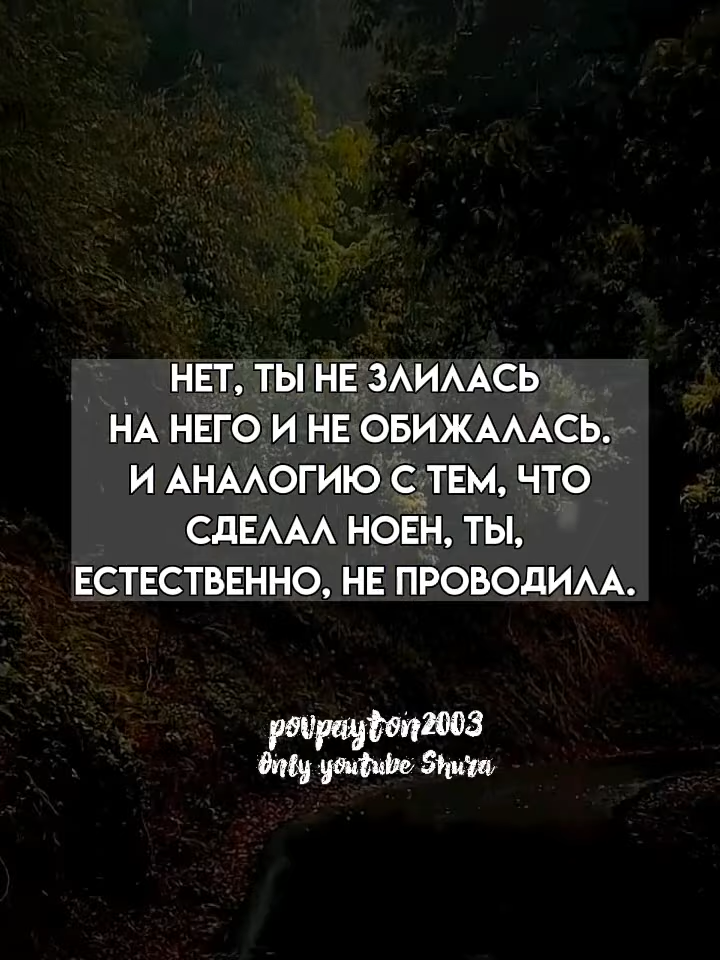 НЕТ, ТЫ НЕ ЗЛИЛАСЬ
НА НЕГО И НЕ ОБИЖАЛАСЬ.
И АНАЛОГИЮ С ТЕМ, ЧТО
СДЕЛАЛ НОЕН, ТЫ,
ЕСТЕСТВЕННО, НЕ ПРОВОДИЛА.
povpayton2003
Only youtube Shura